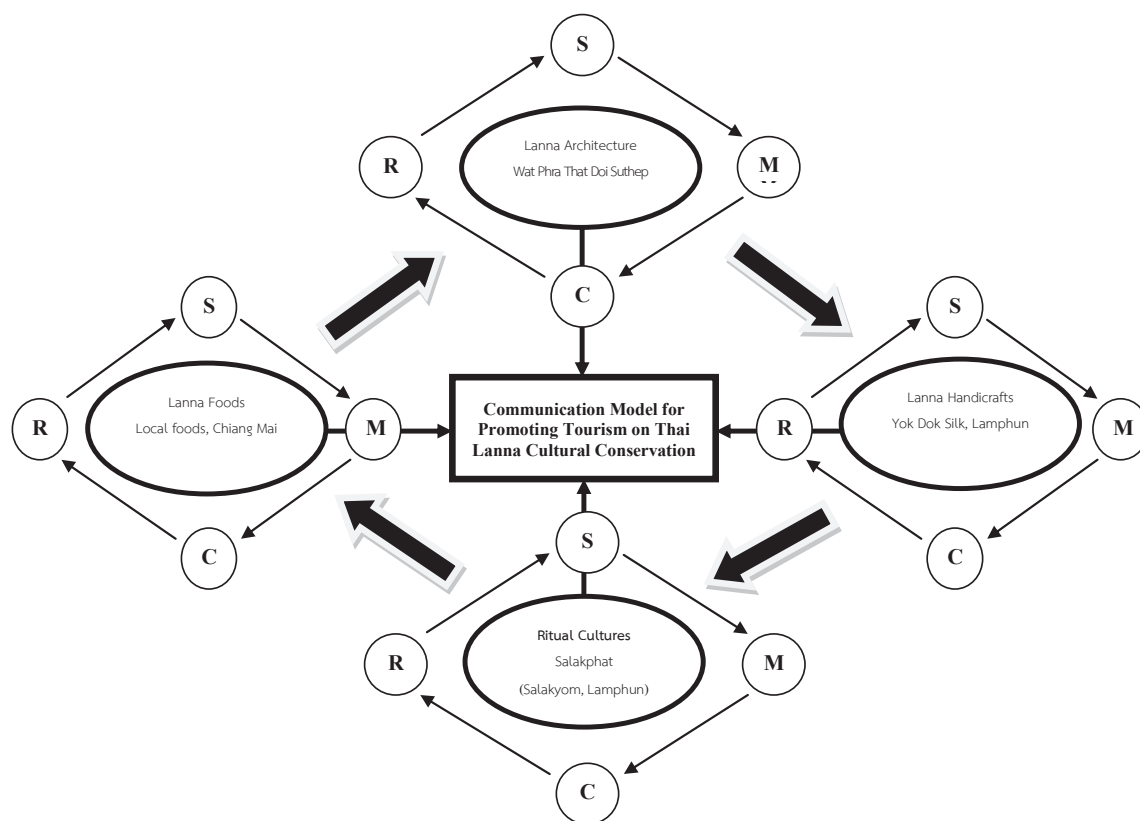 S
R
Lanna Architecture
Wat Phra That Doi Suthep
M
C
S
R
Lanna Foods
Local foods, Chiang Mai
M
C
Communication Model for
Promoting Tourism on Thai
Lanna Cultural Conservation
S
R
Lanna Handicrafts
Yok Dok Silk, Lamphun
M
C
S
R
Ritual Cultures
Salakphat
(Salakyom, Lamphun)
M
C